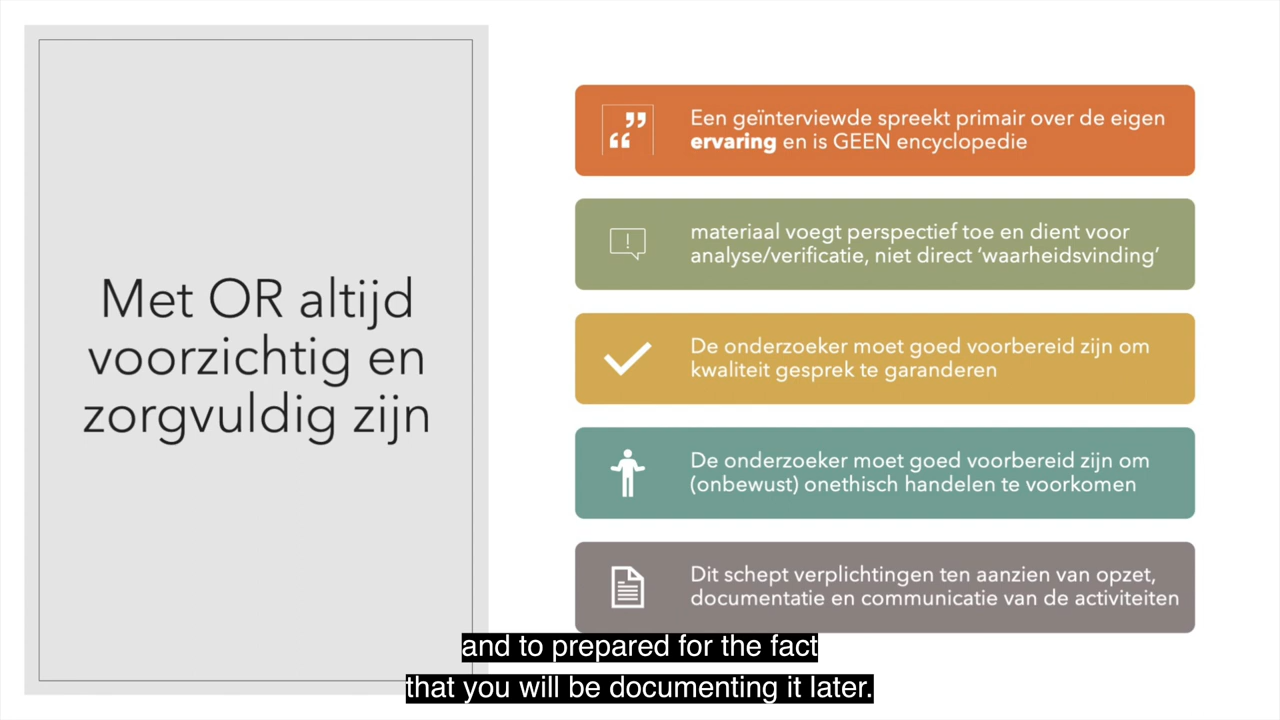 Met OR altijd
voorzichtig en
zorgvuldig zijn
Een geïnterviewde spreekt primair over de eigen
ervaring en is GEEN encyclopedie
materiaal voegt perspectief toe en dient voor
analyse/verificatie, niet direct ‘waarheidsvinding’
De onderzoeker moet goed voorbereid zijn om
kwaliteit gesprek te garanderen
De onderzoeker moet goed voorbereid zijn om
(onbewust) onethisch handelen te voorkomen
Dit schept verplichtingen ten aanzien van opzet,
documentatie en communicatie van de activiteiten
and to prepared for the fact
that you will be documenting it later.